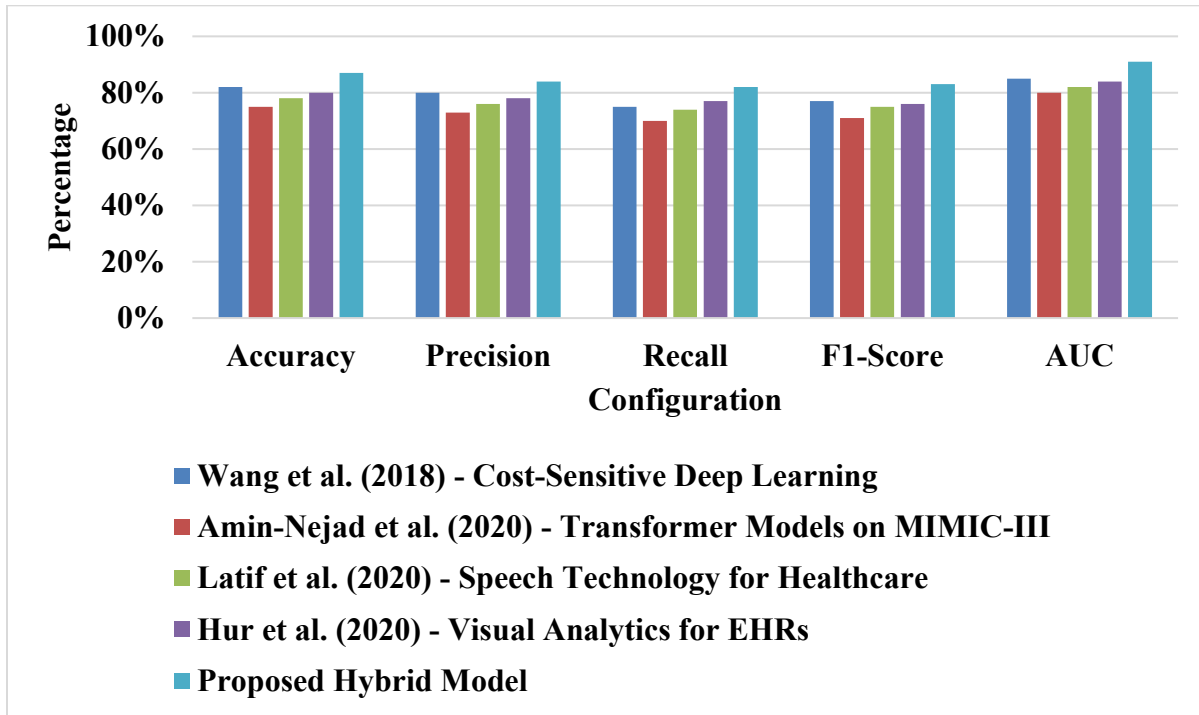 100%
80%
60%
40%
20%
0%
Percentage
Accuracy
Precision
Recall
F1-Score
AUC
Configuration
Wang et al. (2018) - Cost-Sensitive Deep Learning
Amin-Nejad et al. (2020) - Transformer Models on MIMIC-III
Latif et al. (2020) - Speech Technology for Healthcare
Hur et al. (2020) - Visual Analytics for EHRs
Proposed Hybrid Model